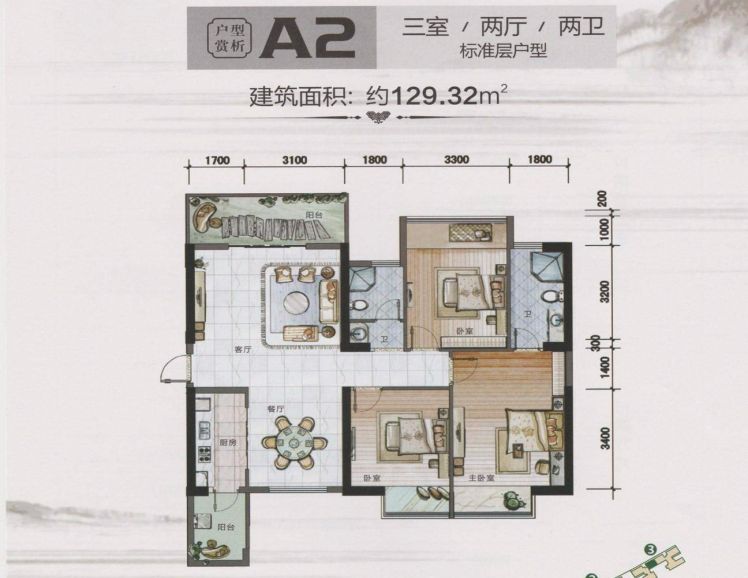 户型
赏析
A2
三室 / 两厅 / 两卫
标准层户型
建筑面积: 约129.32m²
1700 3100 1800 3300 1800
阳台
200
1000
3200
300
1400
3400
客厅
卫
卧室
卫
餐厅
厨房
卧室
主卧室
阳台
3